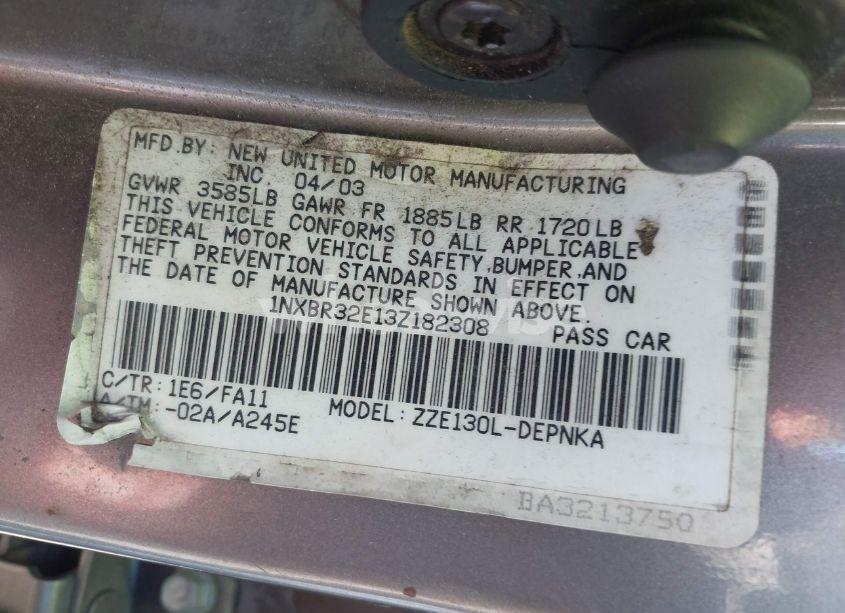 MFD.BY: NEW UNITED MOTOR MANUFACTURING
INC. 04/03
GVWR 3585LB GAWR FR 1885LB RR 1720LB
THIS VEHICLE CONFORMS TO ALL APPLICABLE
FEDERAL MOTOR VEHICLE SAFETY,BUMPER,AND
THEFT PREVENTION STANDARDS IN EFFECT ON
THE DATE OF MANUFACTURE SHOWN ABOVE.
1NXBR32E13Z182308 PASS CAR
C/TR: 1E6/FA11
A/TM: -02A/A245E MODEL: ZZE130L-DEPNKA
BA3213750